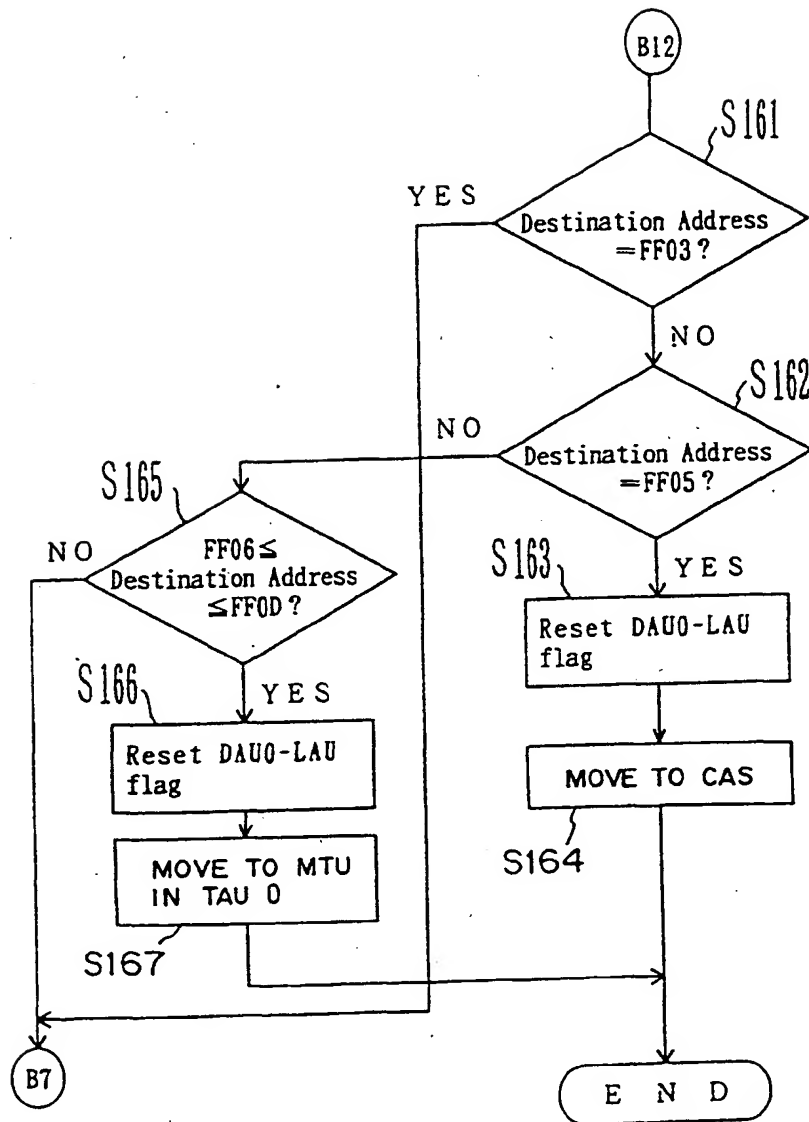 B12
S161
YES
Destination Address
=FF03?
NO
S162
NO
Destination Address
=FF05?
S165
NO
FF06≤
Destination Address
≤FF0D?
S163
YES
Reset DAU0-LAU
flag
S166
YES
Reset DAU0-LAU
flag
MOVE TO CAS
S164
MOVE TO MTU
IN TAU 0
S167
B7
END